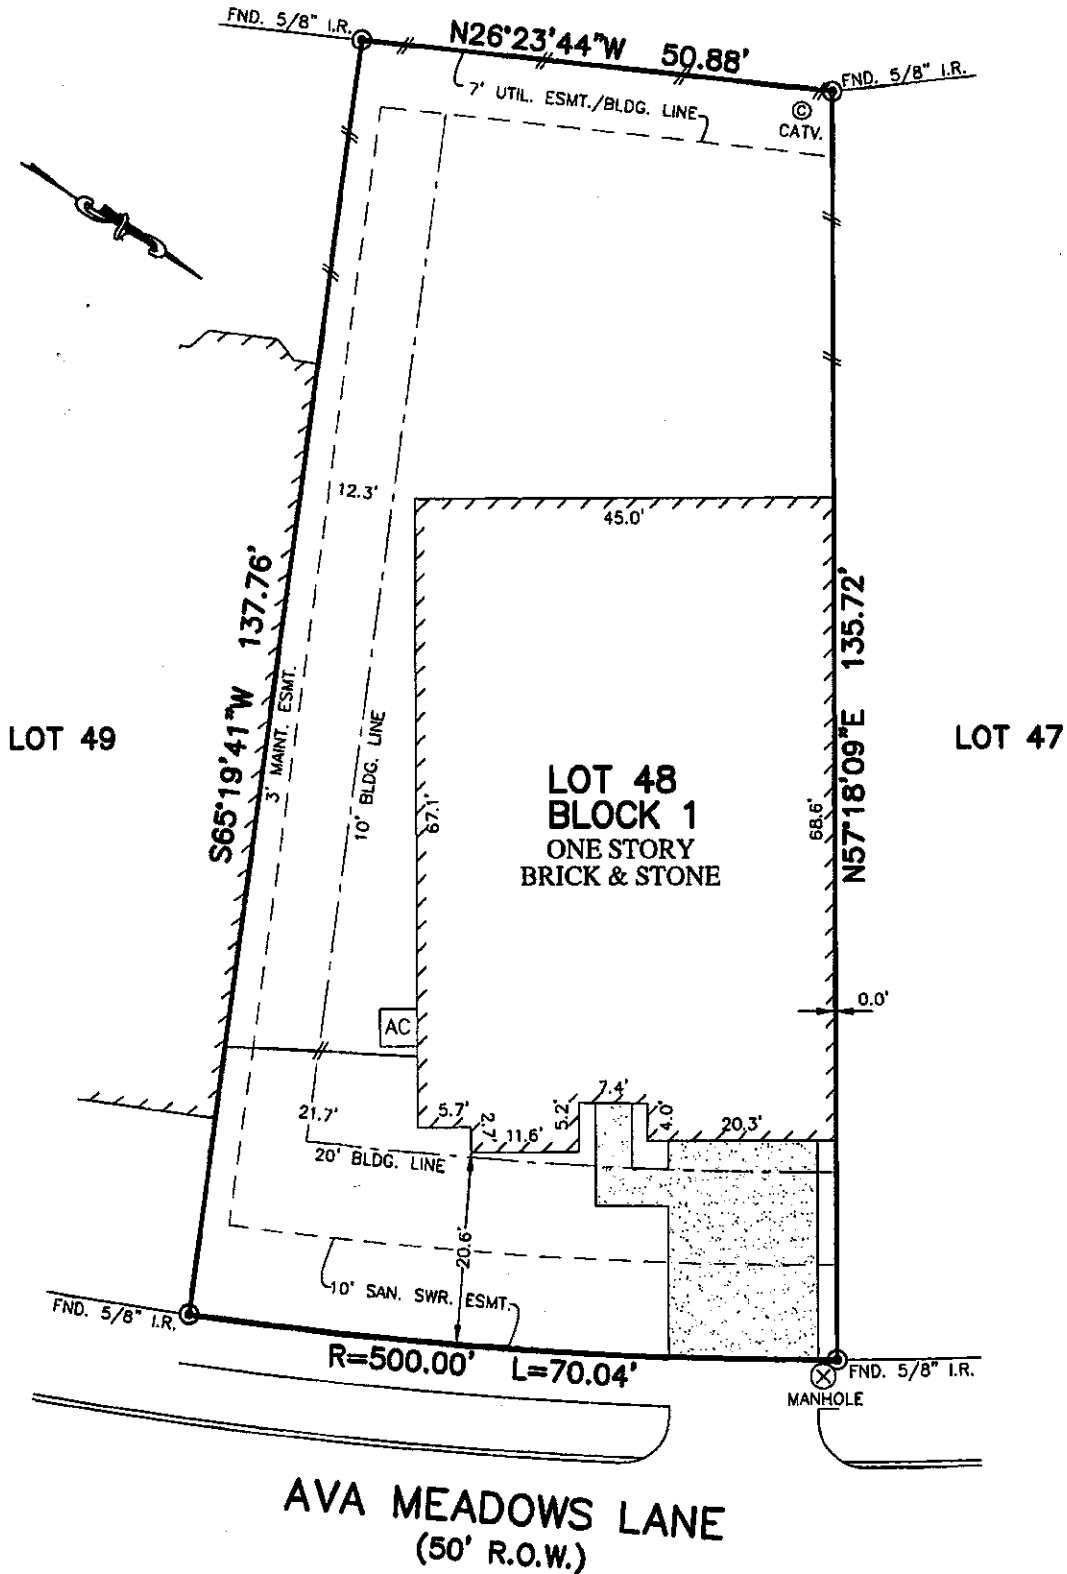 FND. 5/8" I.R.
N26°23'44"W 50.88'
FND. 5/8" I.R.
7' UTIL. ESMT./BLDG. LINE
C
CATV.
12.3'
45.0'
S65°19'41"W 137.76'
3' MAINT. ESMT.
10' BLDG. LINE
67.1'
68.6'
N57°18'09"E 135.72'
LOT 49
LOT 47
LOT 48
BLOCK 1
ONE STORY
BRICK & STONE
0.0'
AC
21.7'
5.7'
2.7'
11.6'
5.2'
7.4'
4.0'
20.3'
20' BLDG. LINE
20.6'
10' SAN. SWR. ESMT.
FND. 5/8" I.R.
R=500.00' L=70.04'
FND. 5/8" I.R.
MANHOLE
AVA MEADOWS LANE
(50' R.O.W.)